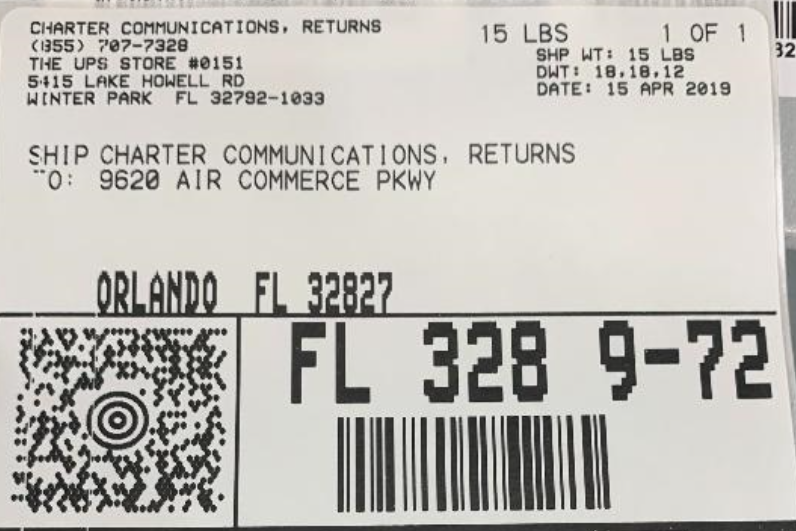 CHARTER COMMUNICATIONS, RETURNS
(855) 707-7328
THE UPS STORE #0151
5415 LAKE HOWELL RD
WINTER PARK FL 32792-1033
15 LBS 1 OF 1
SHP WT: 15 LBS
DWT: 18,18,12
DATE: 15 APR 2019
SHIP CHARTER COMMUNICATIONS, RETURNS
TO: 9620 AIR COMMERCE PKWY
ORLANDO FL 32827
FL 328 9-72
32